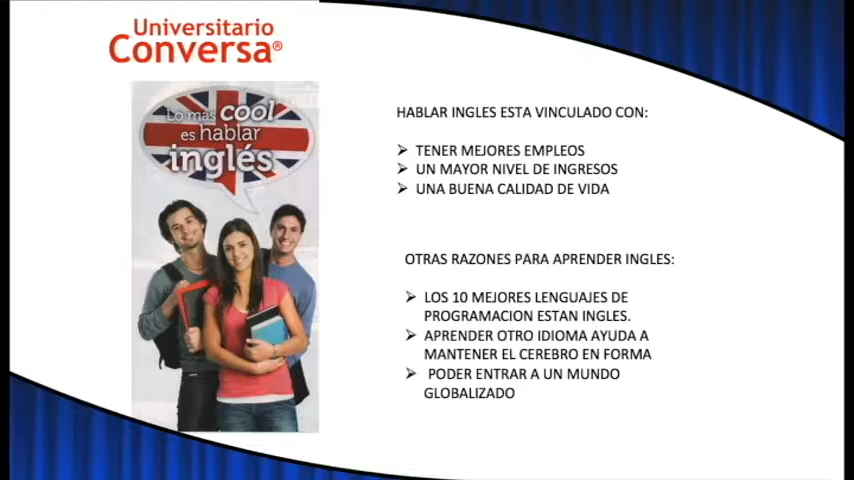 Universitario
Conversa®
Lo más cool
es hablar
inglés
HABLAR INGLES ESTA VINCULADO CON:
➢ TENER MEJORES EMPLEOS
➢ UN MAYOR NIVEL DE INGRESOS
➢ UNA BUENA CALIDAD DE VIDA
OTRAS RAZONES PARA APRENDER INGLES:
➢ LOS 10 MEJORES LENGUAJES DE
PROGRAMACION ESTAN INGLES.
➢ APRENDER OTRO IDIOMA AYUDA A
MANTENER EL CEREBRO EN FORMA
➢ PODER ENTRAR A UN MUNDO
GLOBALIZADO